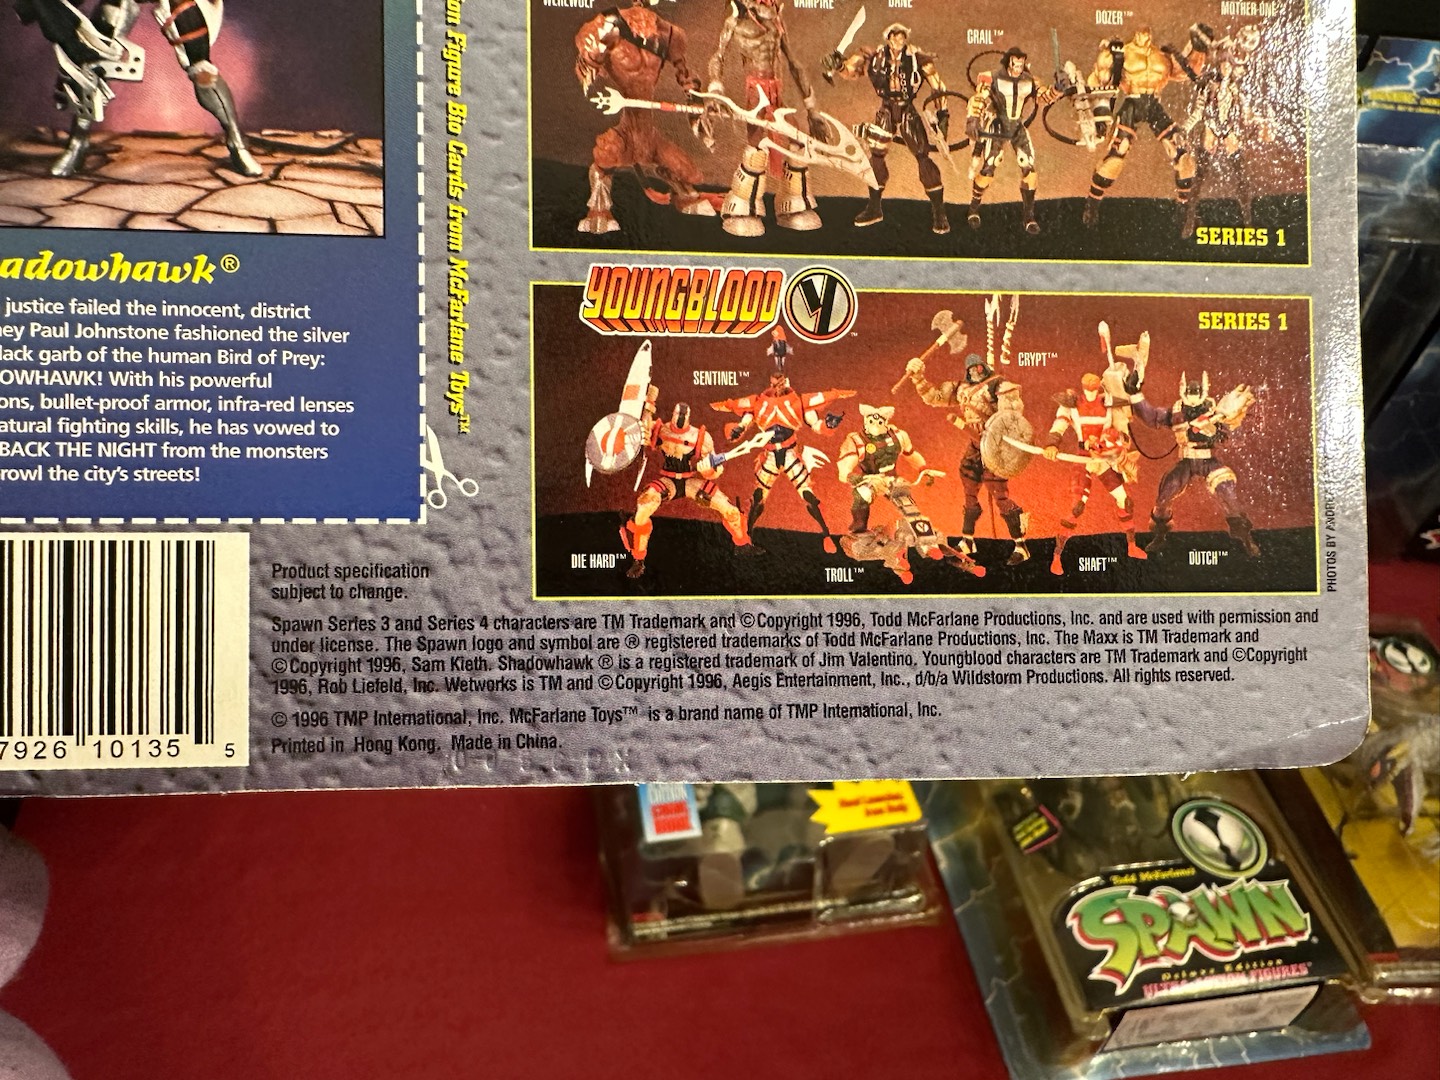 WEREWOLF
VAMPIRE
DANE
GRAIL™
DOZER™
MOTHER-ONE
SERIES 1
ion Figure Bio Cards from McFarlane Toys™
adowhawk®
justice failed the innocent, district
ney Paul Johnstone fashioned the silver
lack garb of the human Bird of Prey:
OWHAWK! With his powerful
ons, bullet-proof armor, infra-red lenses
atural fighting skills, he has vowed to
BACK THE NIGHT from the monsters
rowl the city's streets!
YOUNGBLOOD
Y™
SERIES 1
SENTINEL™
CRYPT™
DIE HARD™
TROLL™
SHAFT™
DUTCH™
PHOTOS BY
7926 10135 5
Product specification
subject to change.
Spawn Series 3 and Series 4 characters are TM Trademark and ©Copyright 1996, Todd McFarlane Productions, Inc. and are used with permission and
under license. The Spawn logo and symbol are ® registered trademarks of Todd McFarlane Productions, Inc. The Maxx is TM Trademark and
©Copyright 1996, Sam Kieth. Shadowhawk ® is a registered trademark of Jim Valentino. Youngblood characters are TM Trademark and ©Copyright
1996, Rob Liefeld, Inc. Wetworks is TM and ©Copyright 1996, Aegis Entertainment, Inc., d/b/a Wildstorm Productions. All rights reserved.
© 1996 TMP International, Inc. McFarlane Toys™ is a brand name of TMP International, Inc.
Printed in Hong Kong. Made in China.
Todd McFarlane's
SPAWN
Deluxe Edition
ULTRA-ACTION FIGURES